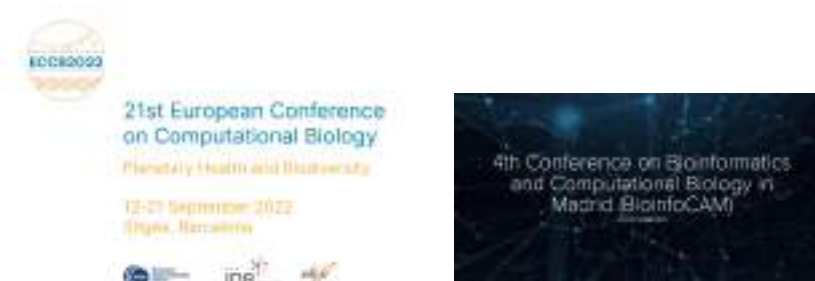 ECCB2022
21st European Conference
on Computational Biology
Planetary Health and Biodiversity
12-21 September 2022
Sitges, Barcelona
4th Conference on Bioinformatics
and Computational Biology in
Madrid (BioinfoCAM)